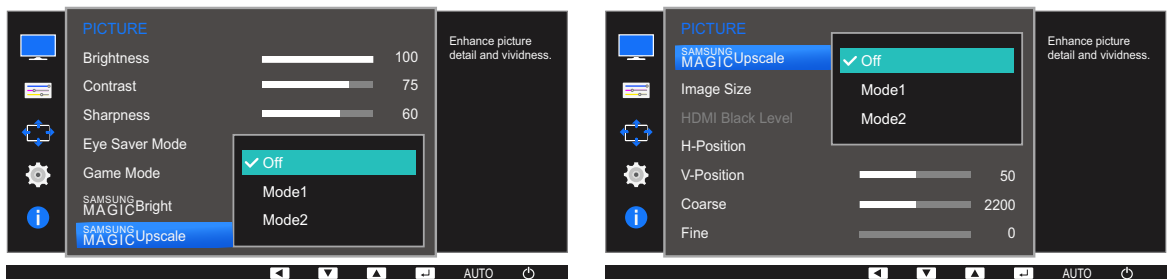 PICTURE
Brightness 100
Contrast 75
Sharpness 60
Eye Saver Mode
Game Mode
SAMSUNG
MAGICBright
SAMSUNG
MAGICUpscale
Off
Mode1
Mode2
Enhance picture
detail and vividness.
AUTO
PICTURE
SAMSUNG
MAGICUpscale
Image Size
HDMI Black Level
H-Position
V-Position 50
Coarse 2200
Fine 0
Off
Mode1
Mode2
Enhance picture
detail and vividness.
AUTO